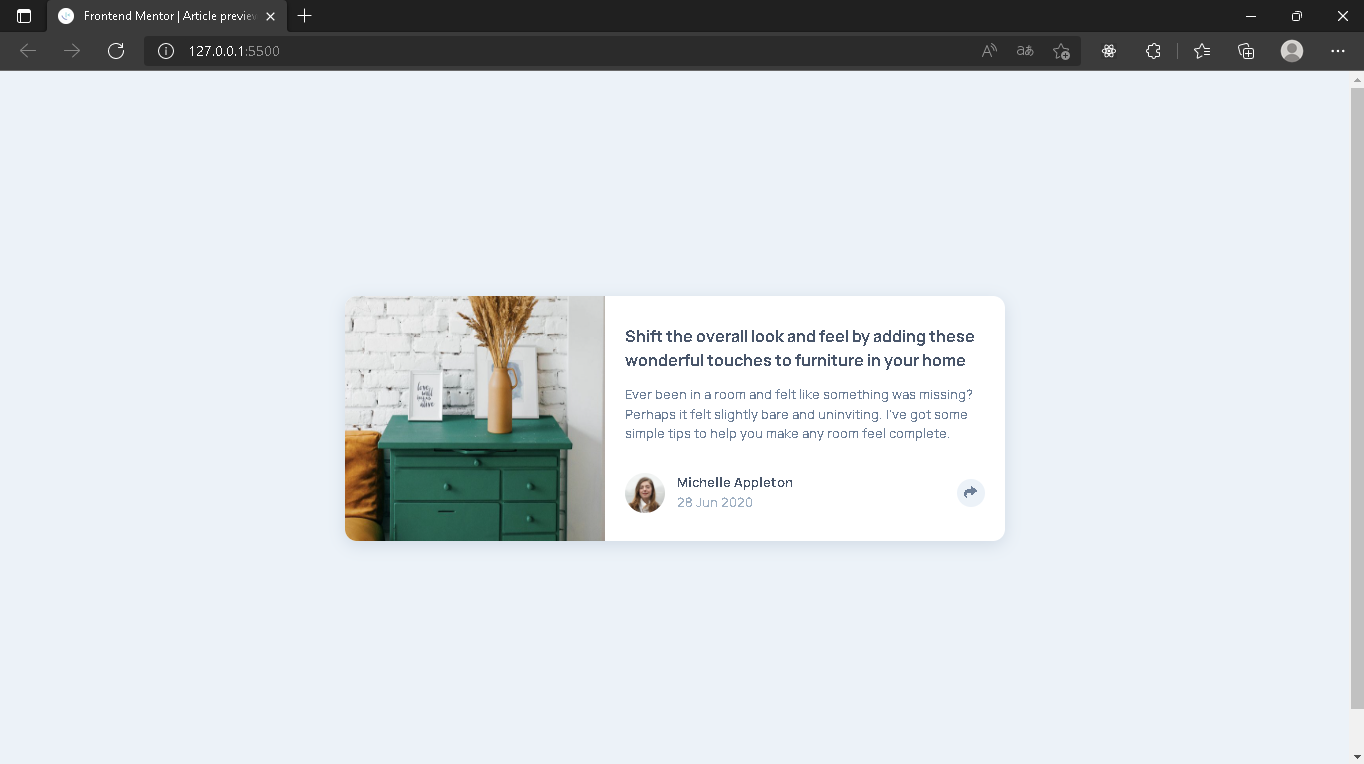 Frontend Mentor | Article preview
127.0.0.1:5500
Shift the overall look and feel by adding these
wonderful touches to furniture in your home
Ever been in a room and felt like something was missing?
Perhaps it felt slightly bare and uninviting. I've got some
simple tips to help you make any room feel complete.
Michelle Appleton
28 Jun 2020